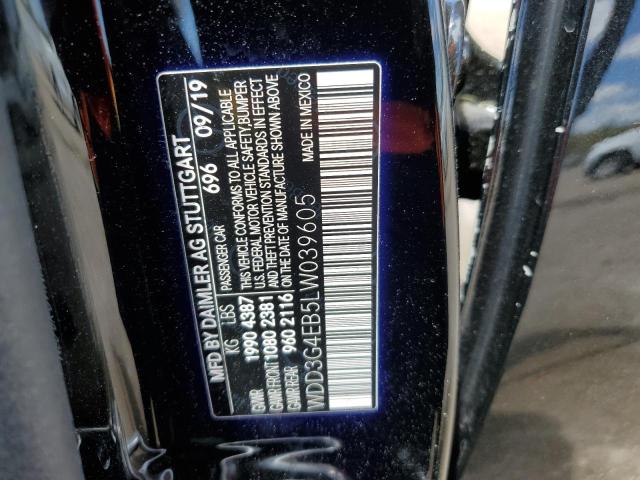 MFD BY DAIMLER AG STUTTGART
PASSENGER CAR 696 09/19
KG LBS
GVWR 1990 4387
GAWR FRONT 1080 2381
GAWR REAR 960 2116
THIS VEHICLE CONFORMS TO ALL APPLICABLE
U.S. FEDERAL MOTOR VEHICLE SAFETY, BUMPER
AND THEFT PREVENTION STANDARDS IN EFFECT
ON THE DATE OF MANUFACTURE SHOWN ABOVE
WDD3G4EB5LW039605
MADE IN MEXICO